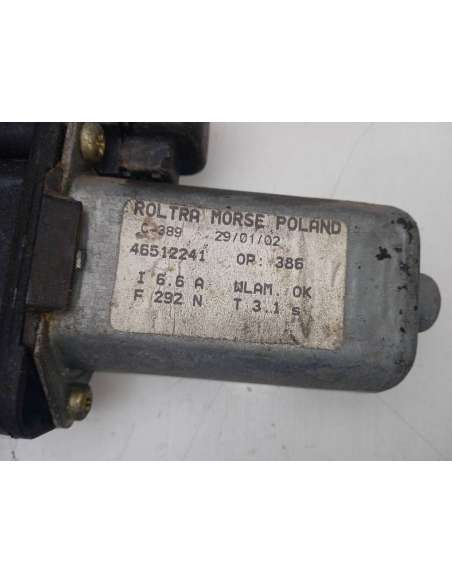 ROLTRA MORSE POLAND
C-389 29/01/02
46512241 OP: 386
I 6.6 A WLAM. OK
F 292 N T 3.1 s